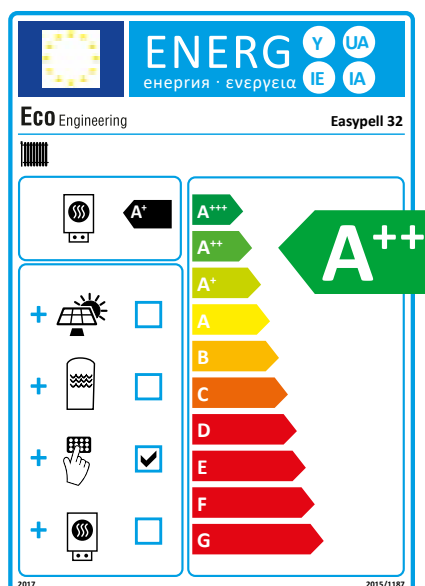 ENERG
енергия · ενεργεια
Y
UA
IE
IA
Eco Engineering
Easypell 32
A+
A+++
A++
A+
A
B
C
D
E
F
G
A++
+
+
+
+
2017
2015/1187